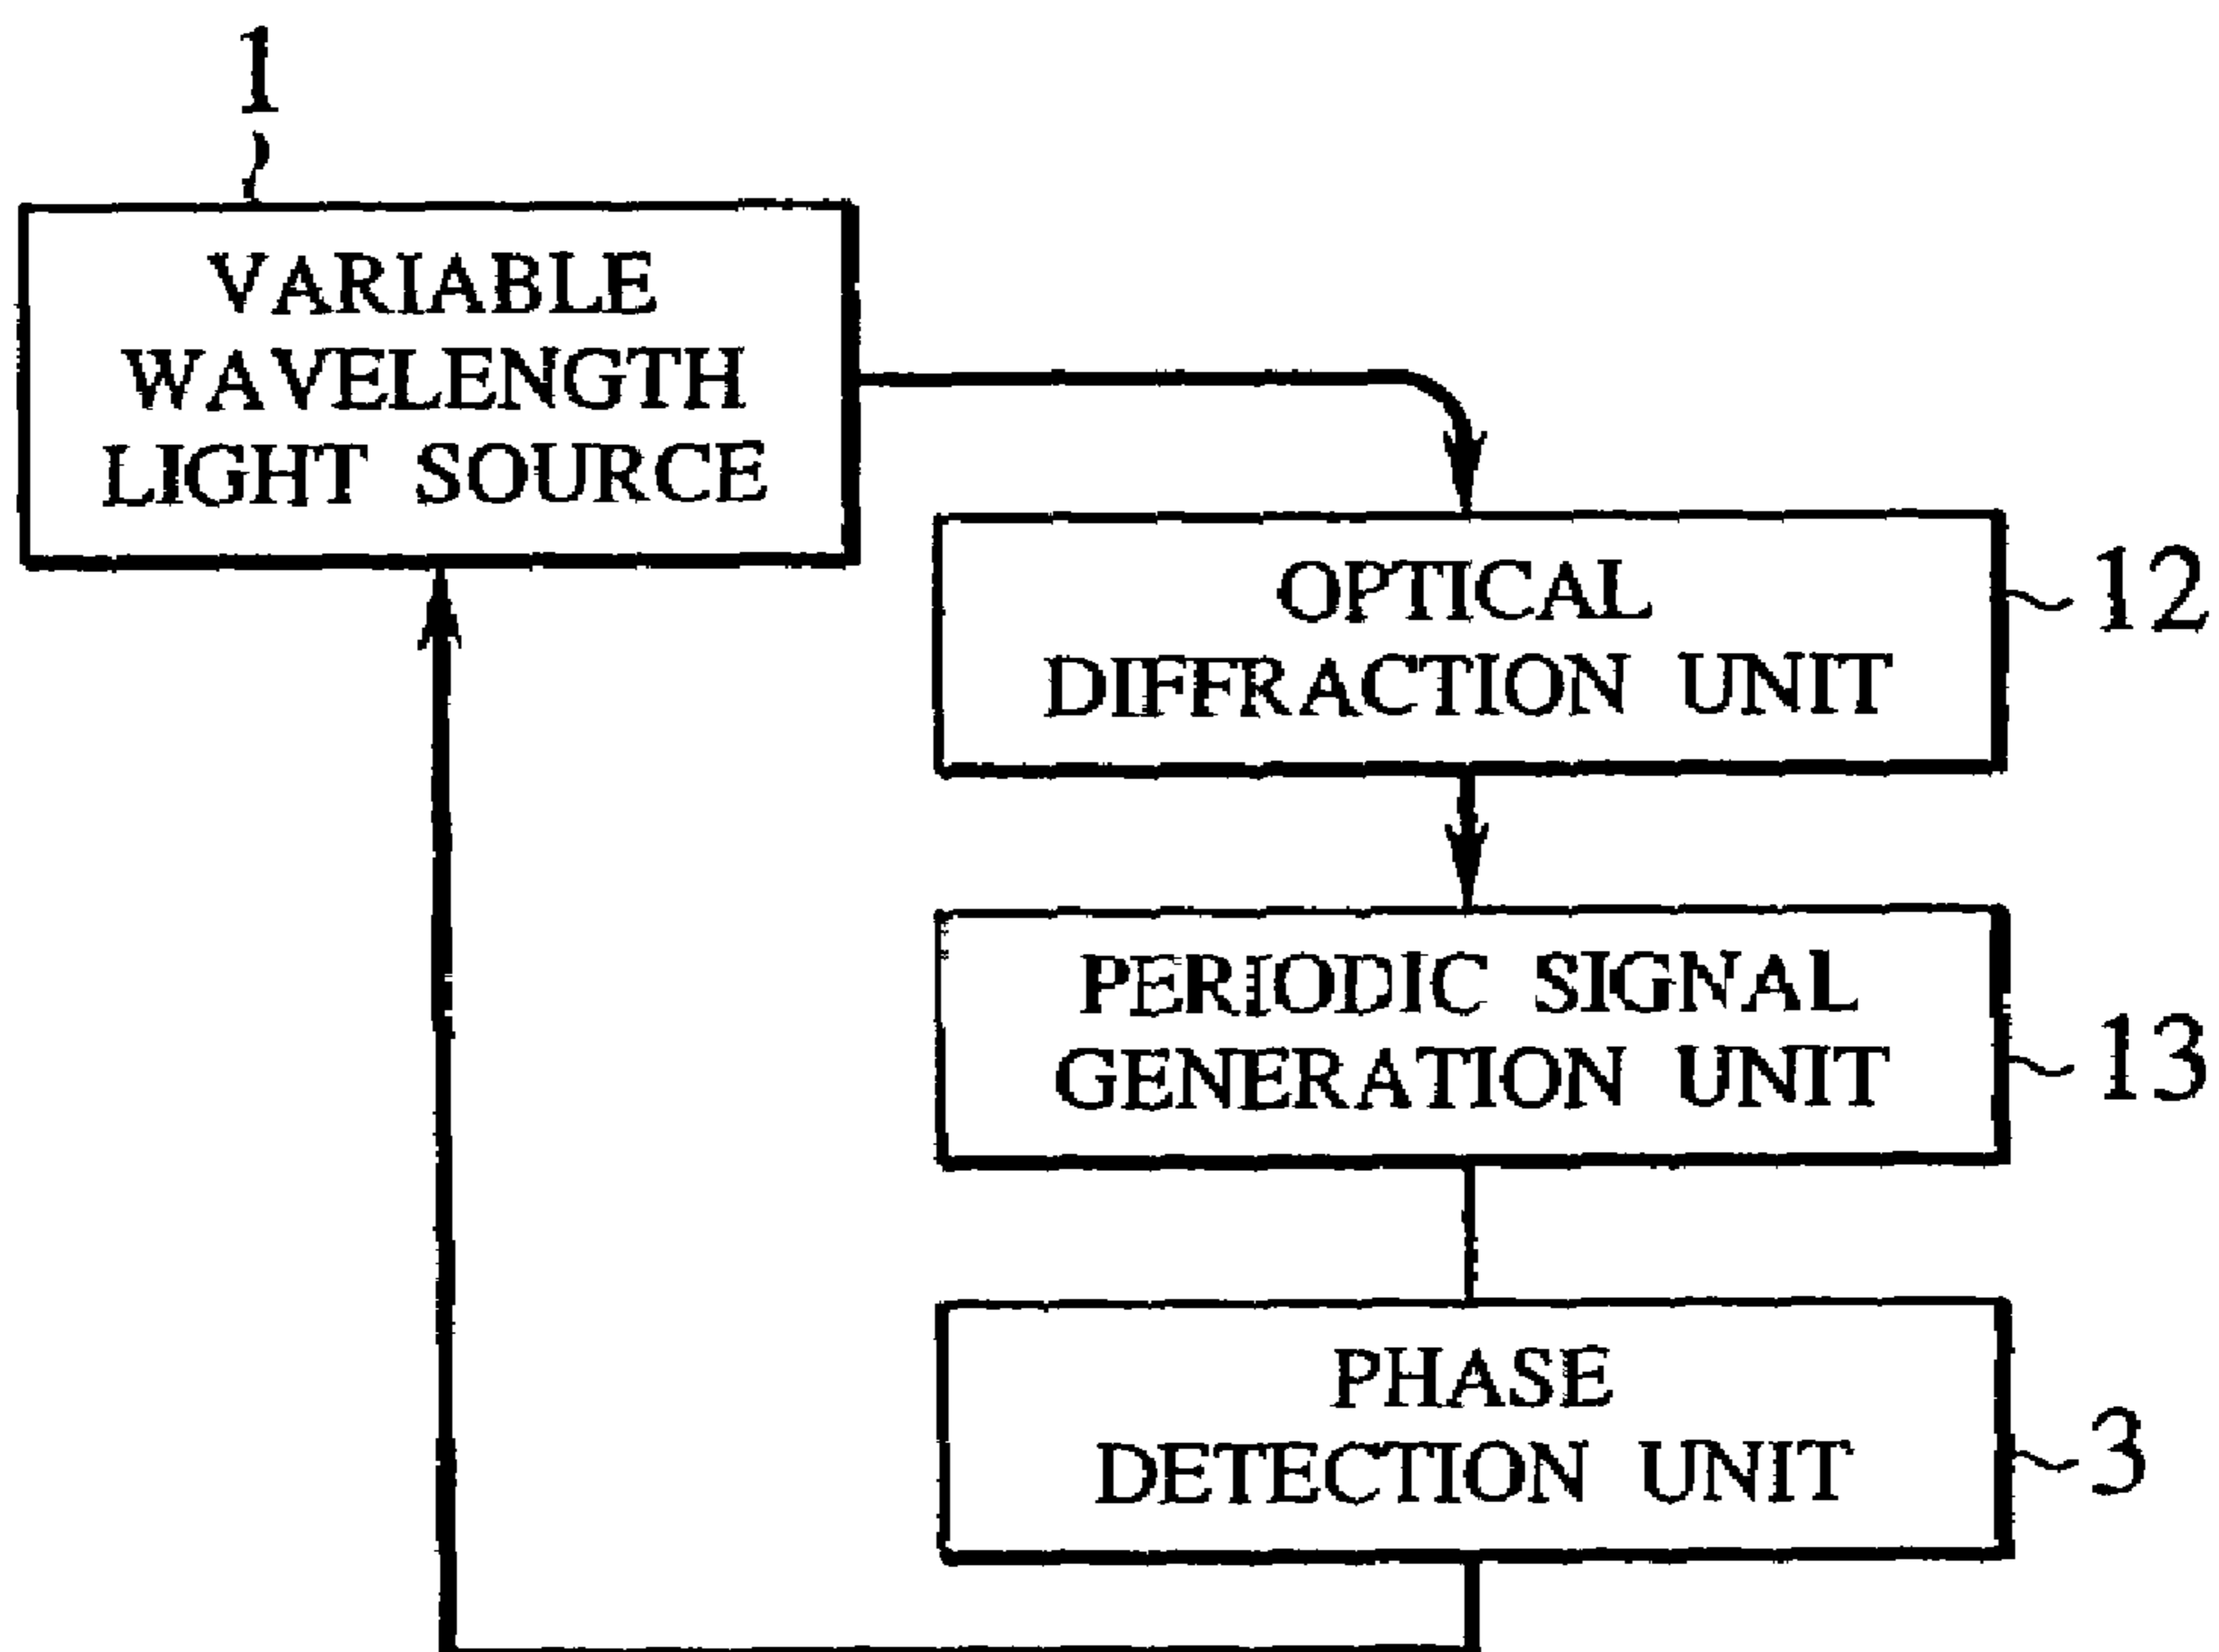 1
VARIABLE
WAVELENGTH
LIGHT SOURCE
OPTICAL
DIFFRACTION UNIT
12
PERIODIC SIGNAL
GENERATION UNIT
13
PHASE
DETECTION UNIT
3